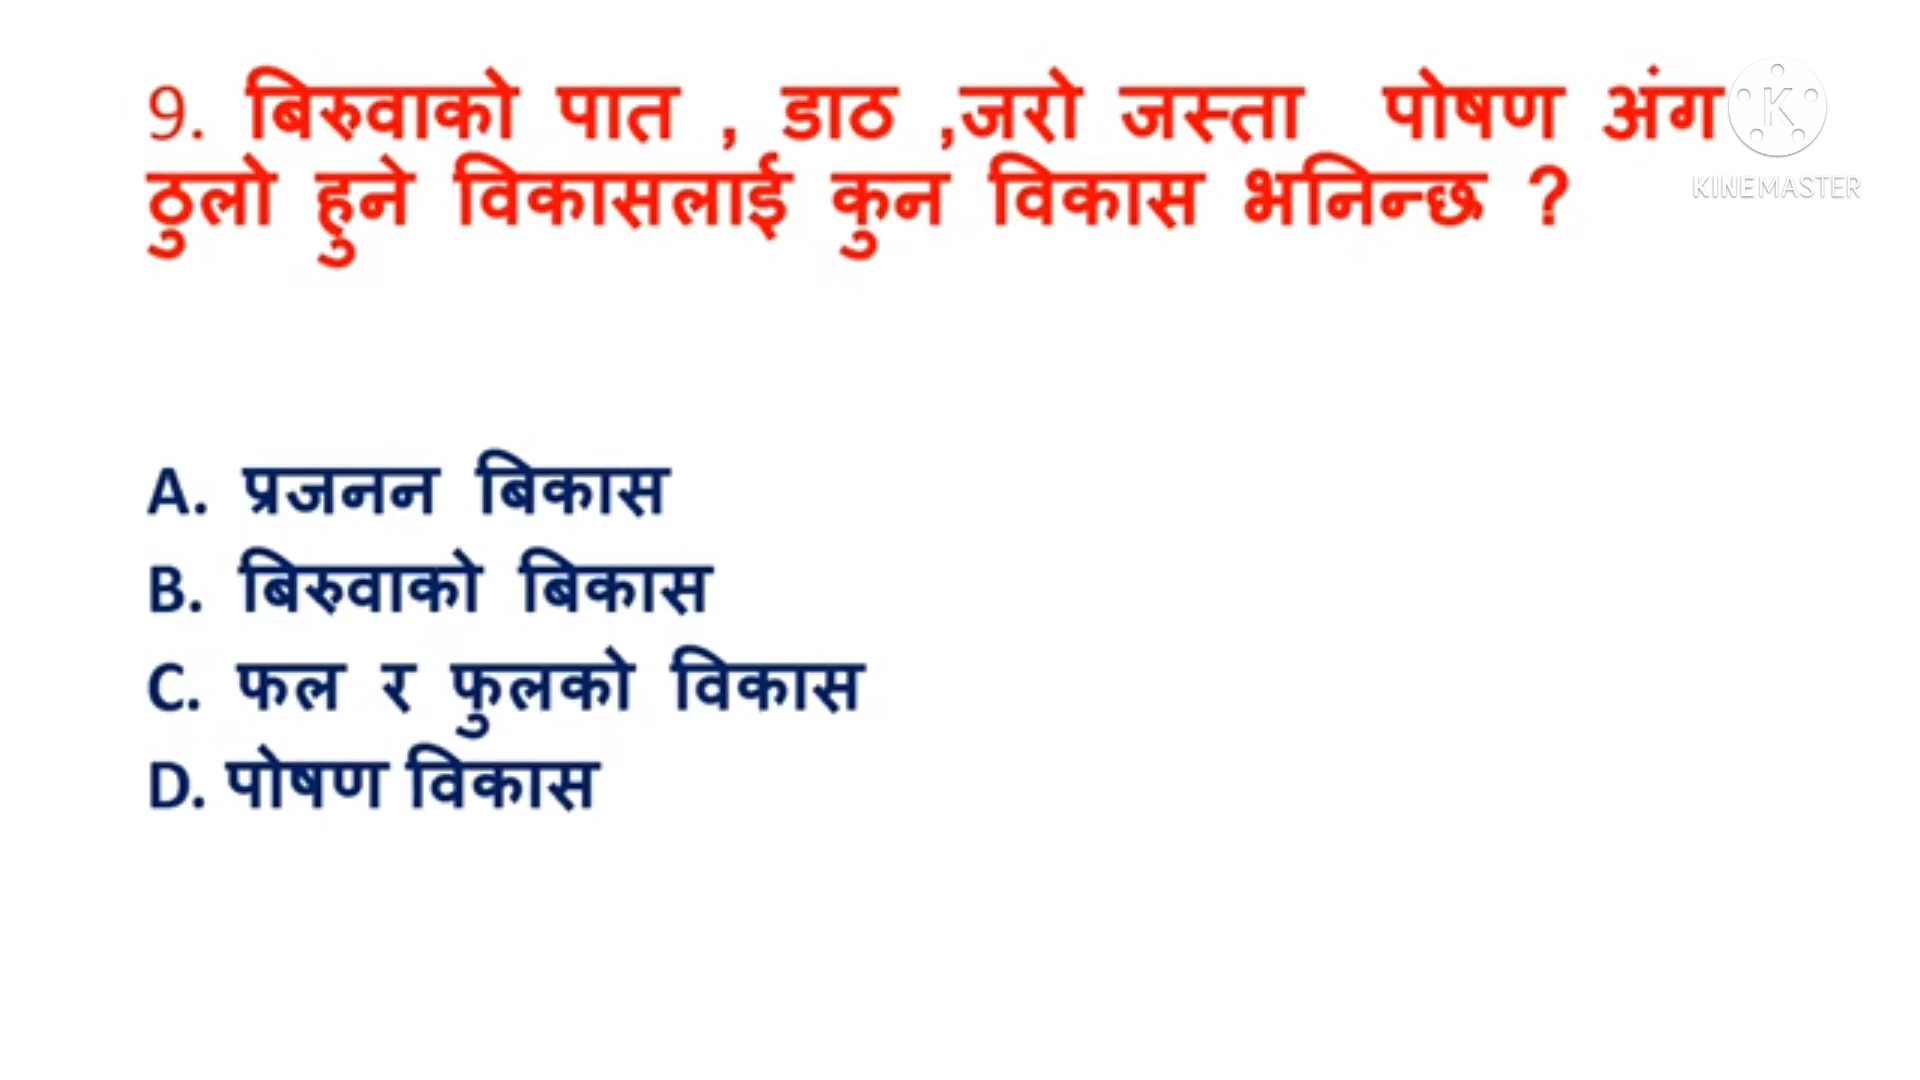 9. बिरुवाको पात , डाठ ,जरो जस्ता पोषण अंग
ठुलो हुने विकासलाई कुन विकास भनिन्छ ?
K
KINEMASTER
A. प्रजनन बिकास
B. बिरुवाको बिकास
C. फल र फुलको विकास
D. पोषण विकास